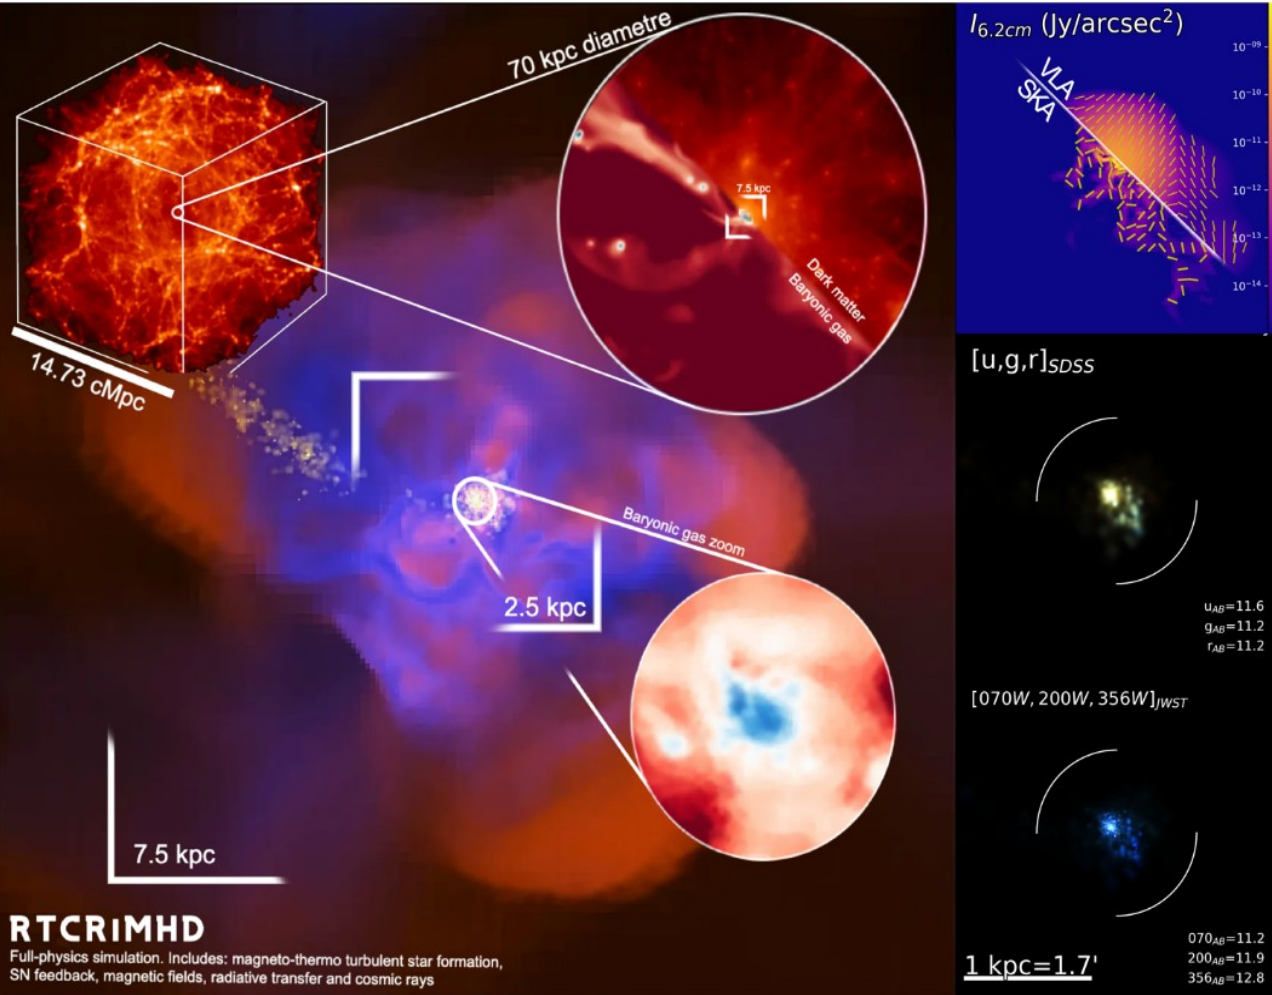 70 kpc diametre
14.73 cMpc
7.5 kpc
Dark matter
Baryonic gas
Baryonic gas zoom
2.5 kpc
7.5 kpc
RTCRiMHD
Full-physics simulation. Includes: magneto-thermo turbulent star formation,
SN feedback, magnetic fields, radiative transfer and cosmic rays
I6.2cm (Jy/arcsec²)
VLA
SKA
10⁻⁰⁹
10⁻¹⁰
10⁻¹¹
10⁻¹²
10⁻¹³
10⁻¹⁴
[u,g,r]SDSS
uAB=11.6
gAB=11.2
rAB=11.2
[070W, 200W, 356W]JWST
070AB=11.2
200AB=11.9
356AB=12.8
1 kpc=1.7'